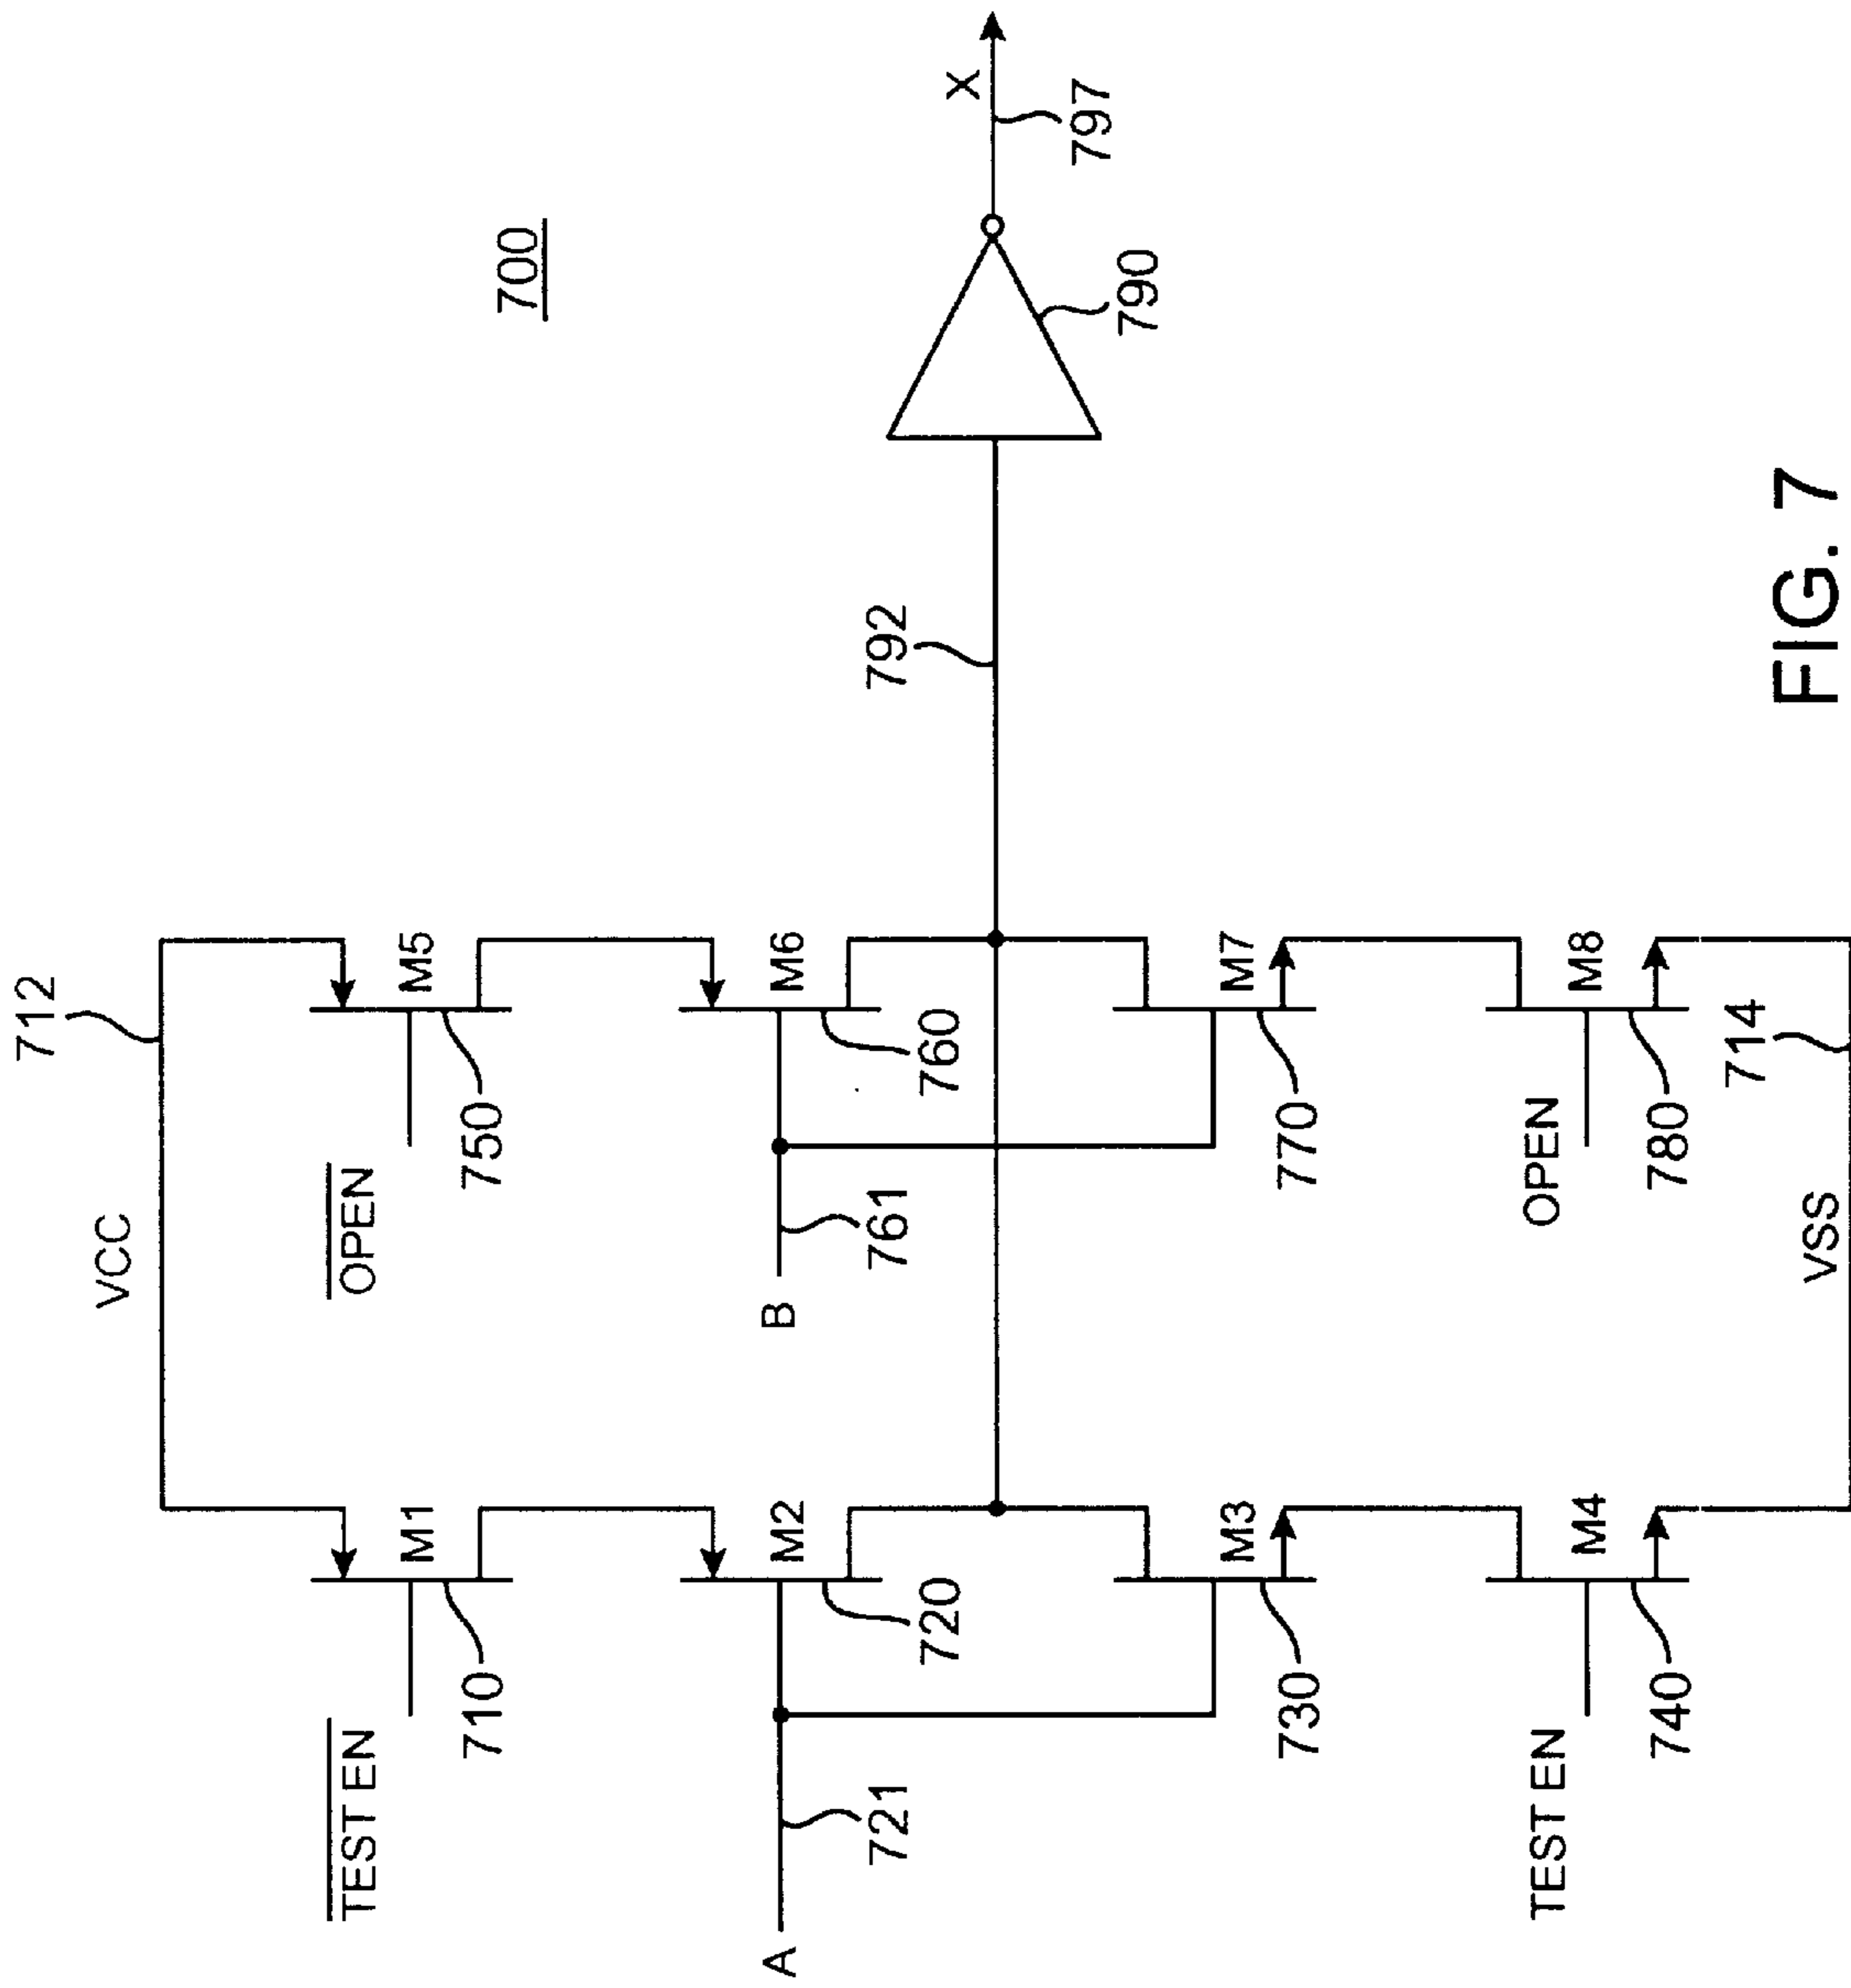 700
712
VCC
TEST EN
710
M1
OPEN
750
M5
A
721
720
M2
B
761
760
M6
792
790
X
797
730
M3
770
M7
TEST EN
740
M4
OPEN
780
M8
714
VSS
FIG. 7